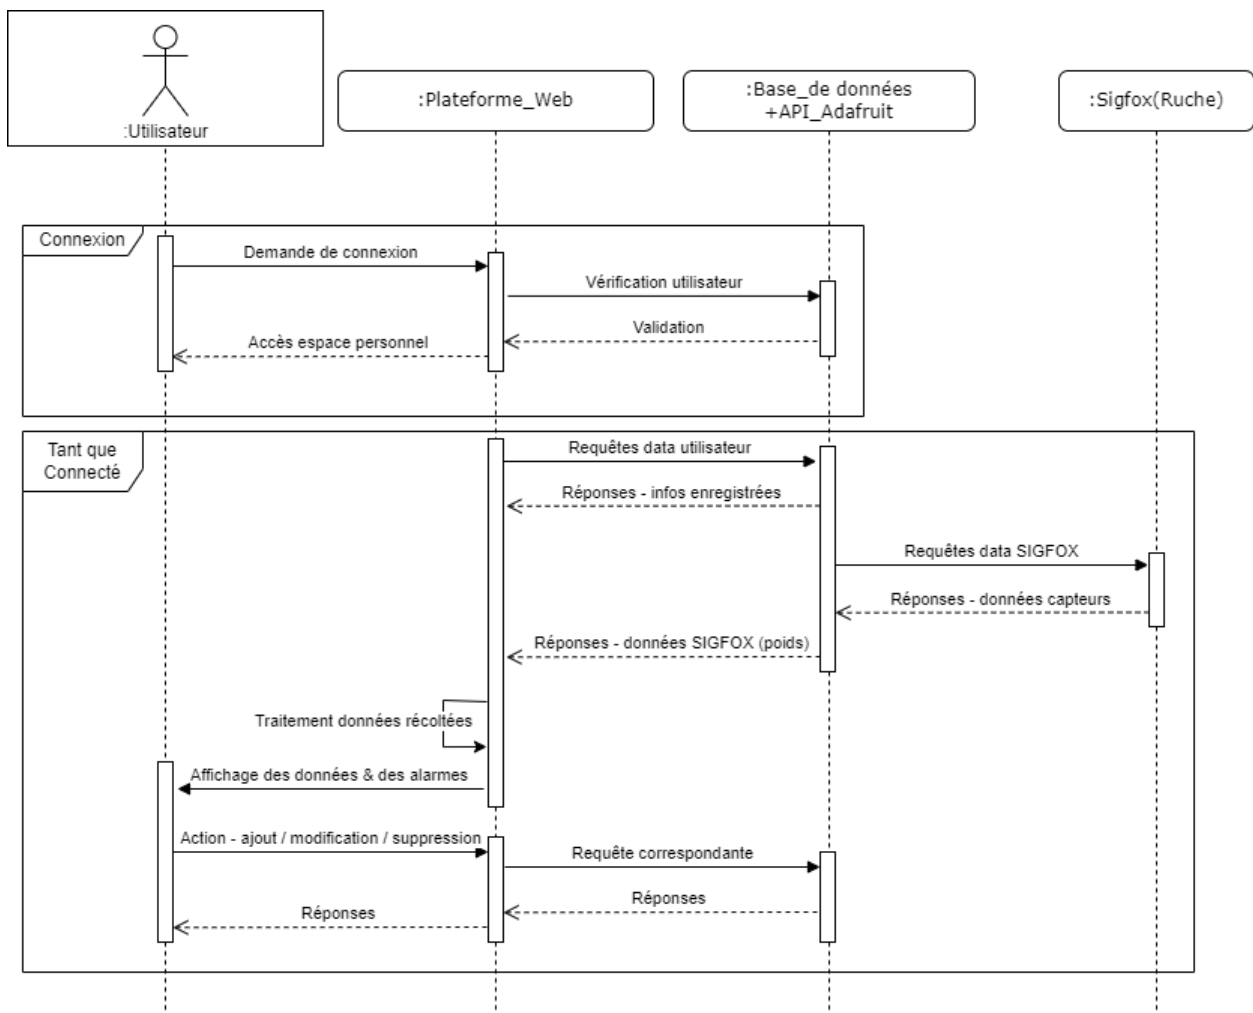 :Utilisateur
:Plateforme_Web
:Base_de données
+API_Adafruit
:Sigfox(Ruche)
Connexion
Demande de connexion
Vérification utilisateur
Validation
Accès espace personnel
Tant que
Connecté
Requêtes data utilisateur
Réponses - infos enregistrées
Requêtes data SIGFOX
Réponses - données capteurs
Réponses - données SIGFOX (poids)
Traitement données récoltées
Affichage des données & des alarmes
Action - ajout / modification / suppression
Requête correspondante
Réponses
Réponses